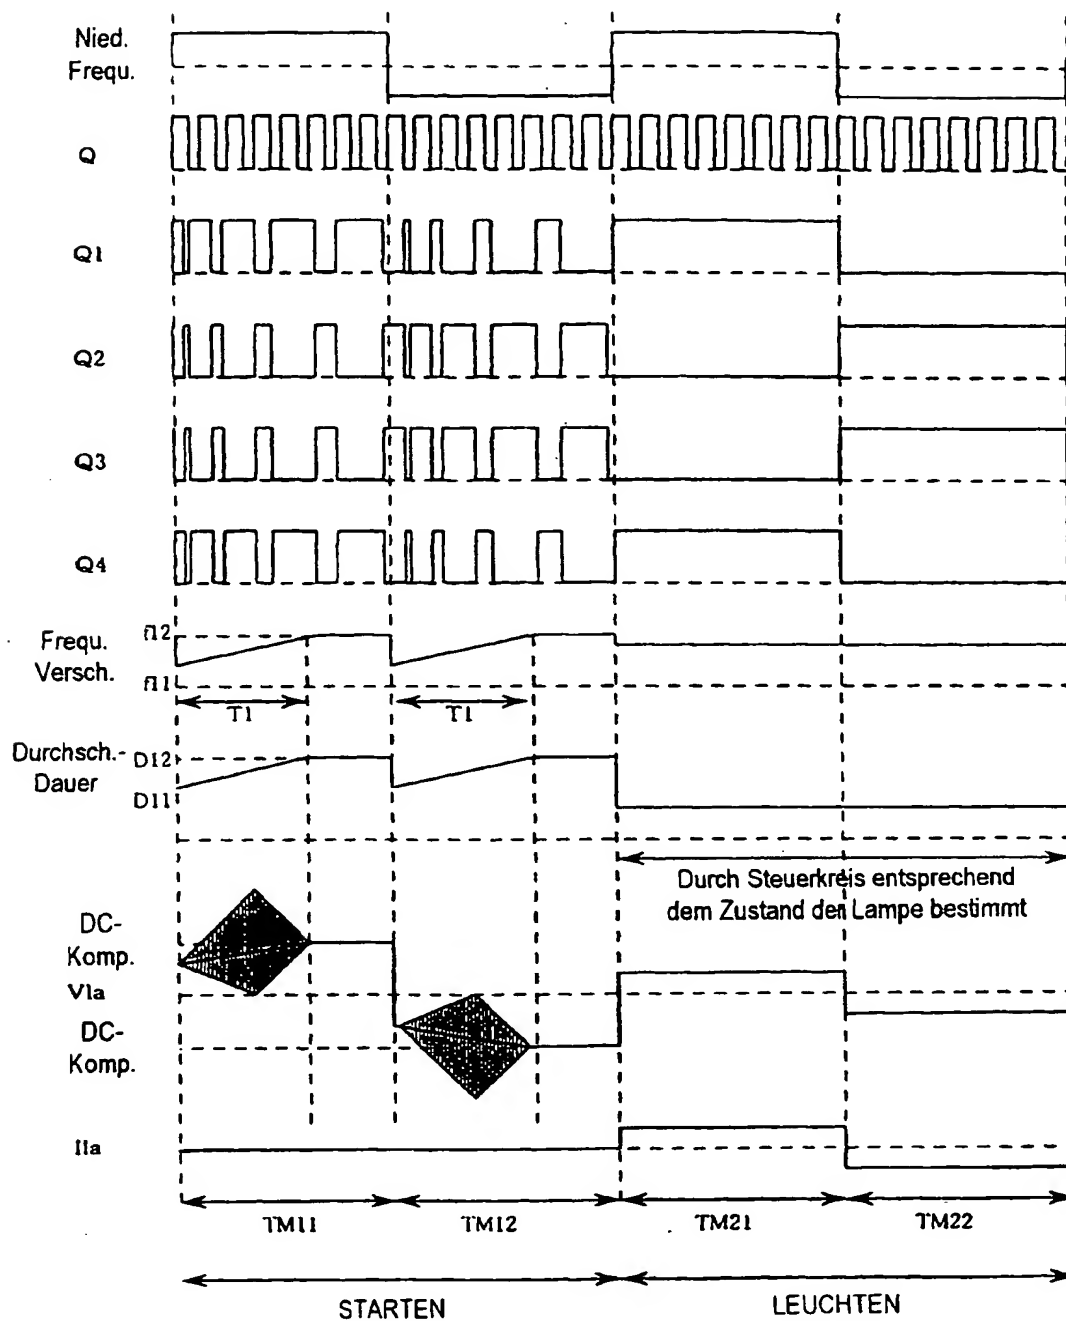 Nied.
Frequ.
Q
Q1
Q2
Q3
Q4
Frequ.
Versch.
f12
f11
T1
T1
Durchsch.-
Dauer
D12
D11
Durch Steuerkreis entsprechend
dem Zustand der Lampe bestimmt
DC-
Komp.
Vla
DC-
Komp.
Ila
TM11
TM12
TM21
TM22
STARTEN
LEUCHTEN